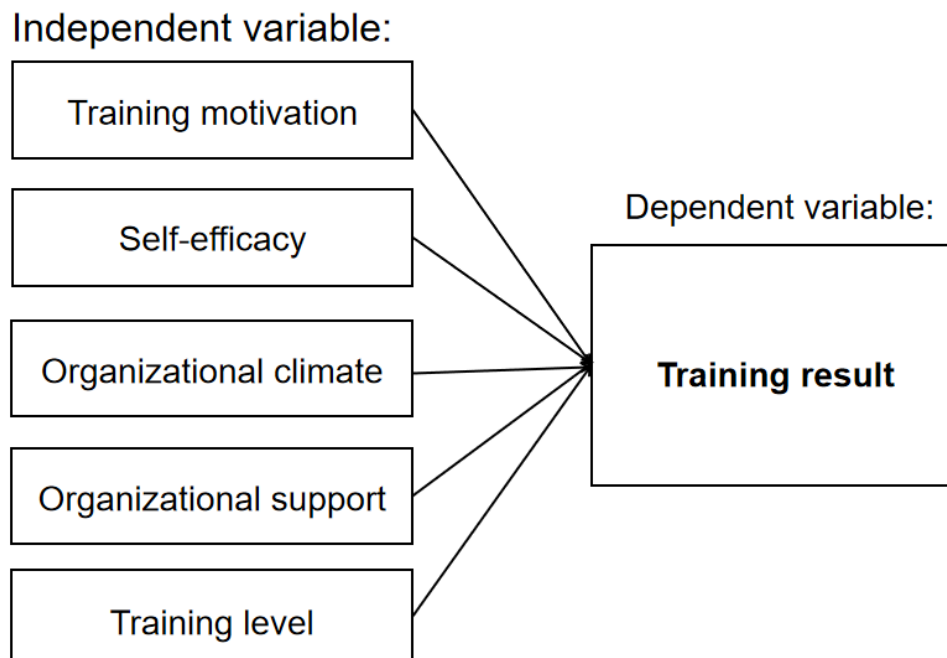 Independent variable:
Training motivation
Self-efficacy
Organizational climate
Organizational support
Training level
Dependent variable:
Training result